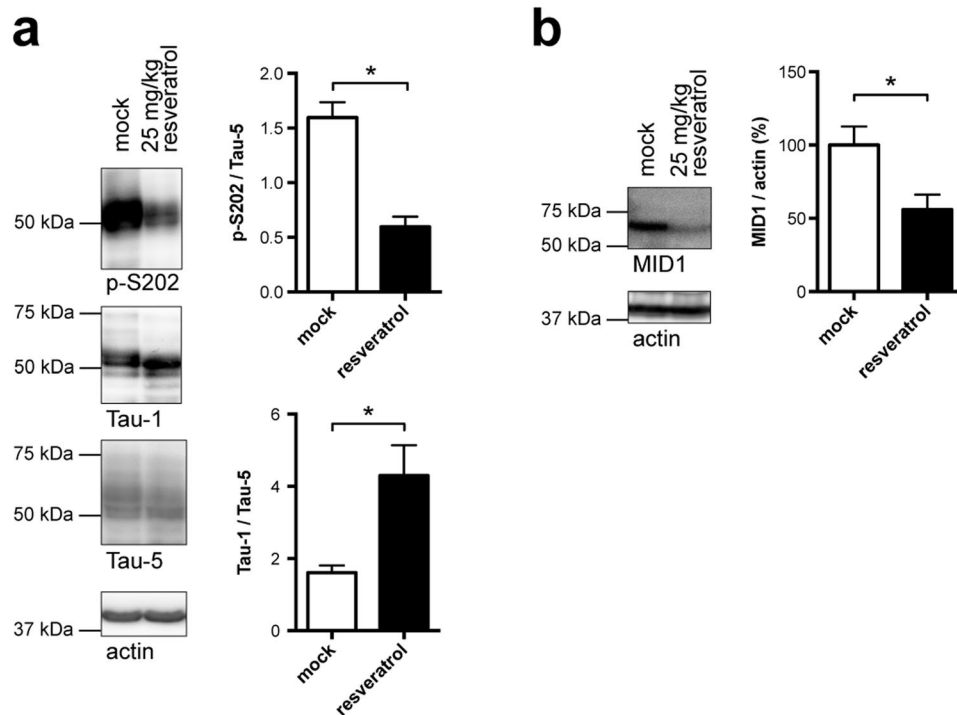 a
mock
25 mg/kg
resveratrol
50 kDa
p-S202
75 kDa
50 kDa
Tau-1
75 kDa
50 kDa
Tau-5
37 kDa
actin
p-S202 / Tau-5
2.0
1.5
1.0
0.5
0.0
*
mock
resveratrol
Tau-1 / Tau-5
6
4
2
0
*
mock
resveratrol
b
mock
25 mg/kg
resveratrol
75 kDa
50 kDa
MID1
37 kDa
actin
MID1 / actin (%)
150
100
50
0
*
mock
resveratrol